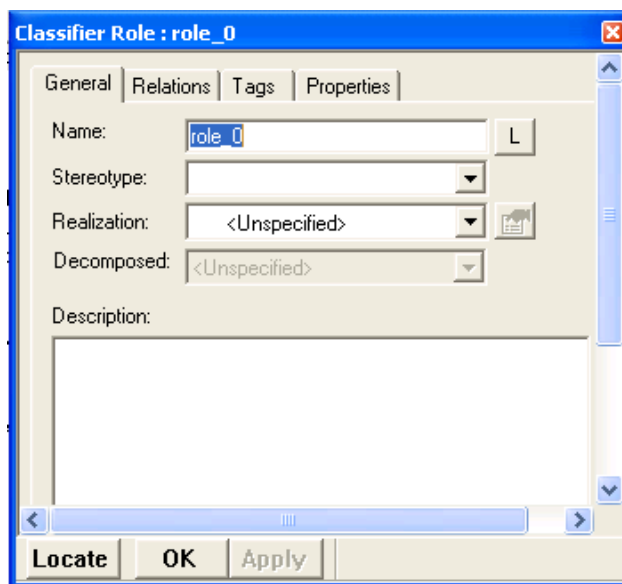 Classifier Role : role_0
General Relations Tags Properties
Name: role_0 L
Stereotype:
Realization: <Unspecified>
Decomposed: <Unspecified>
Description:
Locate OK Apply